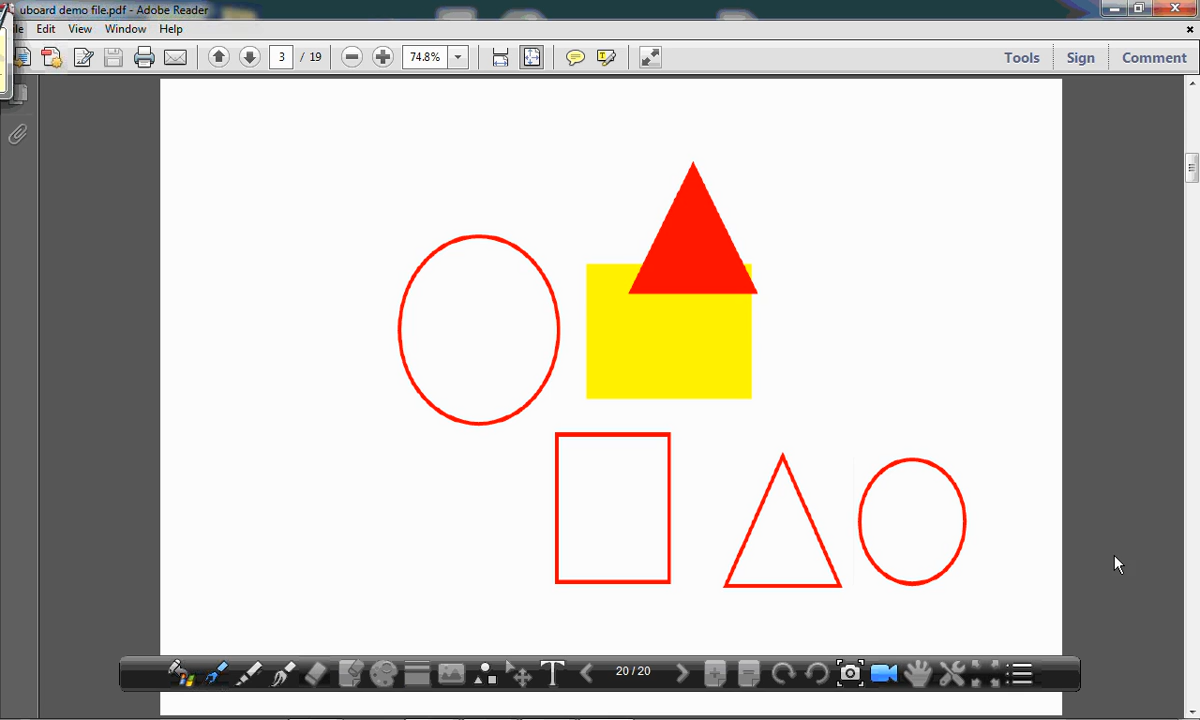 uboard demo file.pdf - Adobe Reader
Edit View Window Help
3 / 19 74.8% Tools Sign Comment
T 20 / 20